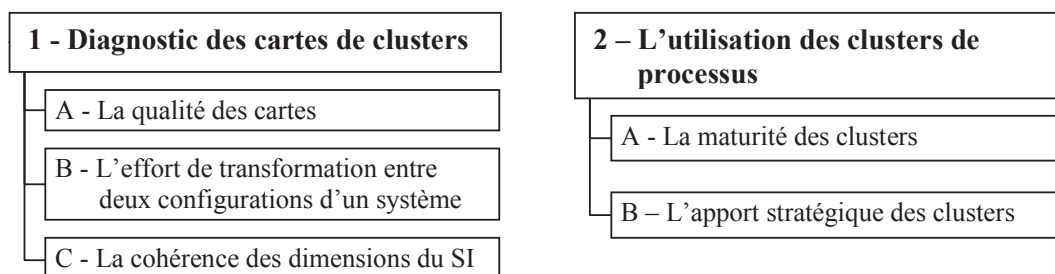 1 - Diagnostic des cartes de clusters
A - La qualité des cartes
B - L’effort de transformation entre
deux configurations d’un système
C - La cohérence des dimensions du SI
2 – L’utilisation des clusters de
processus
A - La maturité des clusters
B – L’apport stratégique des clusters